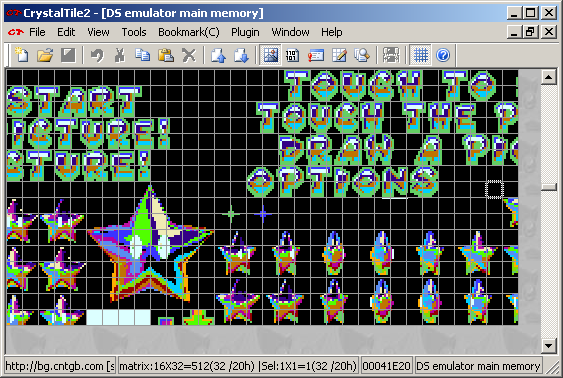 CrystalTile2 - [DS emulator main memory]
File Edit View Tools Bookmark(C) Plugin Window Help
START TOUCH TO
ICTURE! TOUCH THE P
CTURE! DRAW A PIC
OPTIONS
http://bg.cntgb.com [s matrix:16X32=512(32 /20h) |Sel:1X1=1(32 /20h) 00041E20 DS emulator main memory